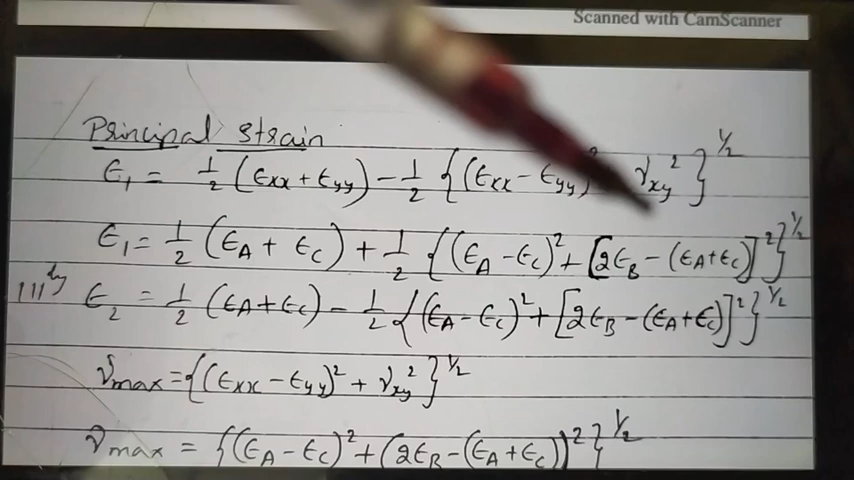 Scanned with CamScanner
Principal strain
ϵ₁ = 1/2 (ϵxx + ϵyy) - 1/2 {(ϵxx - ϵyy) γxy²}^1/2
ϵ₁ = 1/2 (ϵA + ϵC) + 1/2 {(ϵA - ϵC)² + [2ϵB - (ϵA+ϵC)]²}^1/2
|||ly ϵ₂ = 1/2 (ϵA+ϵC) - 1/2 {(ϵA - ϵC)² + [2ϵB - (ϵA+ϵC)]²}^1/2
γmax = {(ϵxx - ϵyy)² + γxy²}^1/2
γmax = {(ϵA - ϵC)² + (2ϵB - (ϵA + ϵC))²}^1/2